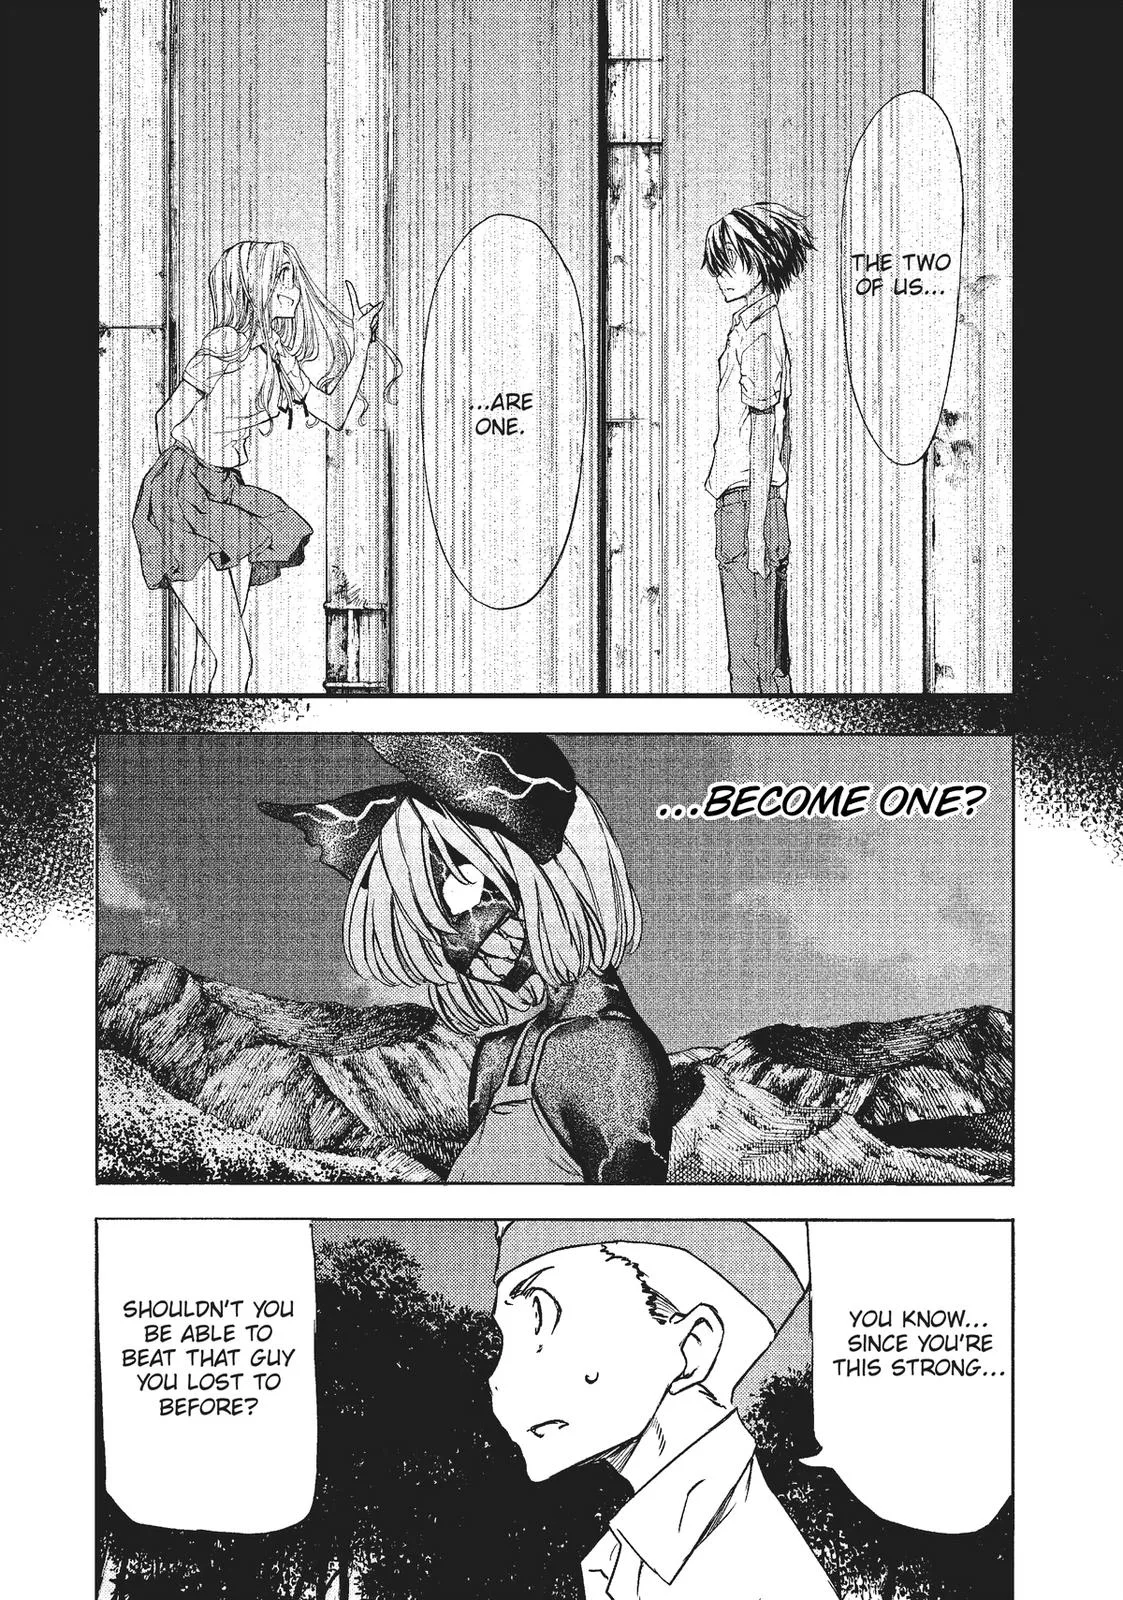 THE TWO
OF US...
...ARE
ONE.
...BECOME ONE?
YOU KNOW...
SINCE YOU'RE
THIS STRONG...
SHOULDN'T YOU
BE ABLE TO
BEAT THAT GUY
YOU LOST TO
BEFORE?